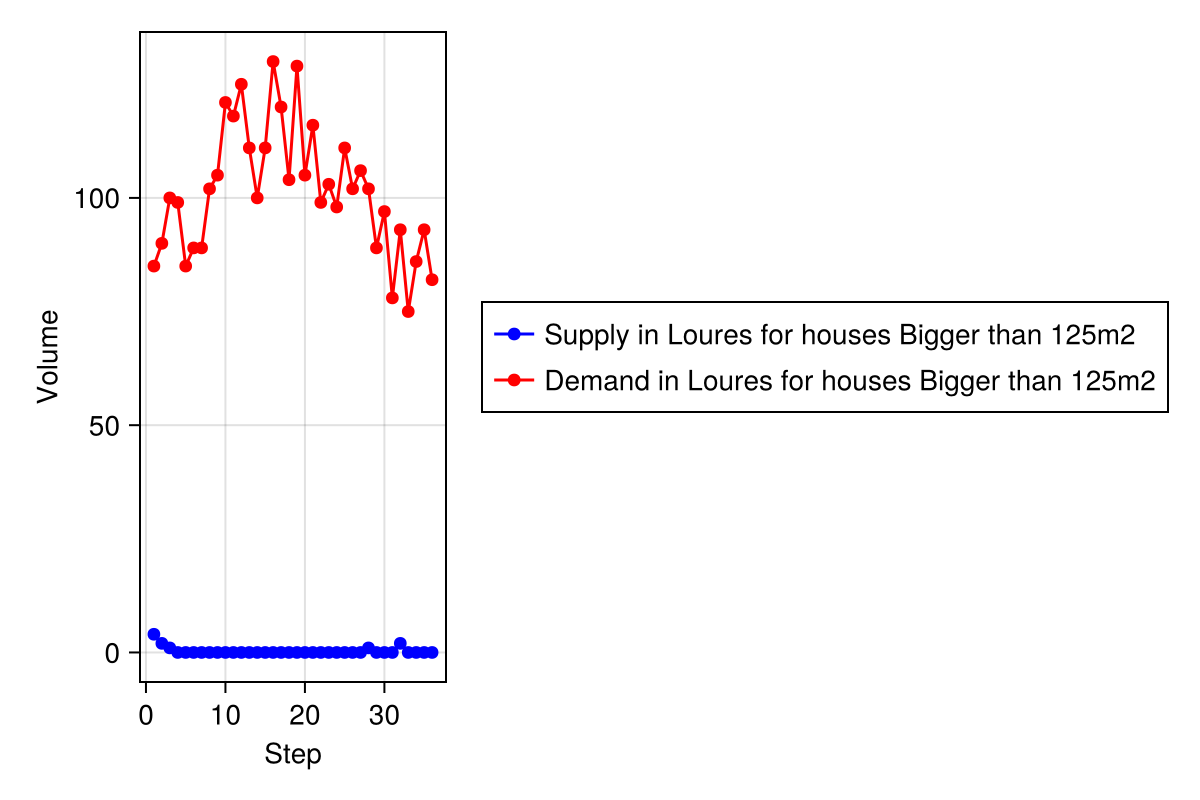 Volume
100
50
0
0 10 20 30
Step
Supply in Loures for houses Bigger than 125m2
Demand in Loures for houses Bigger than 125m2